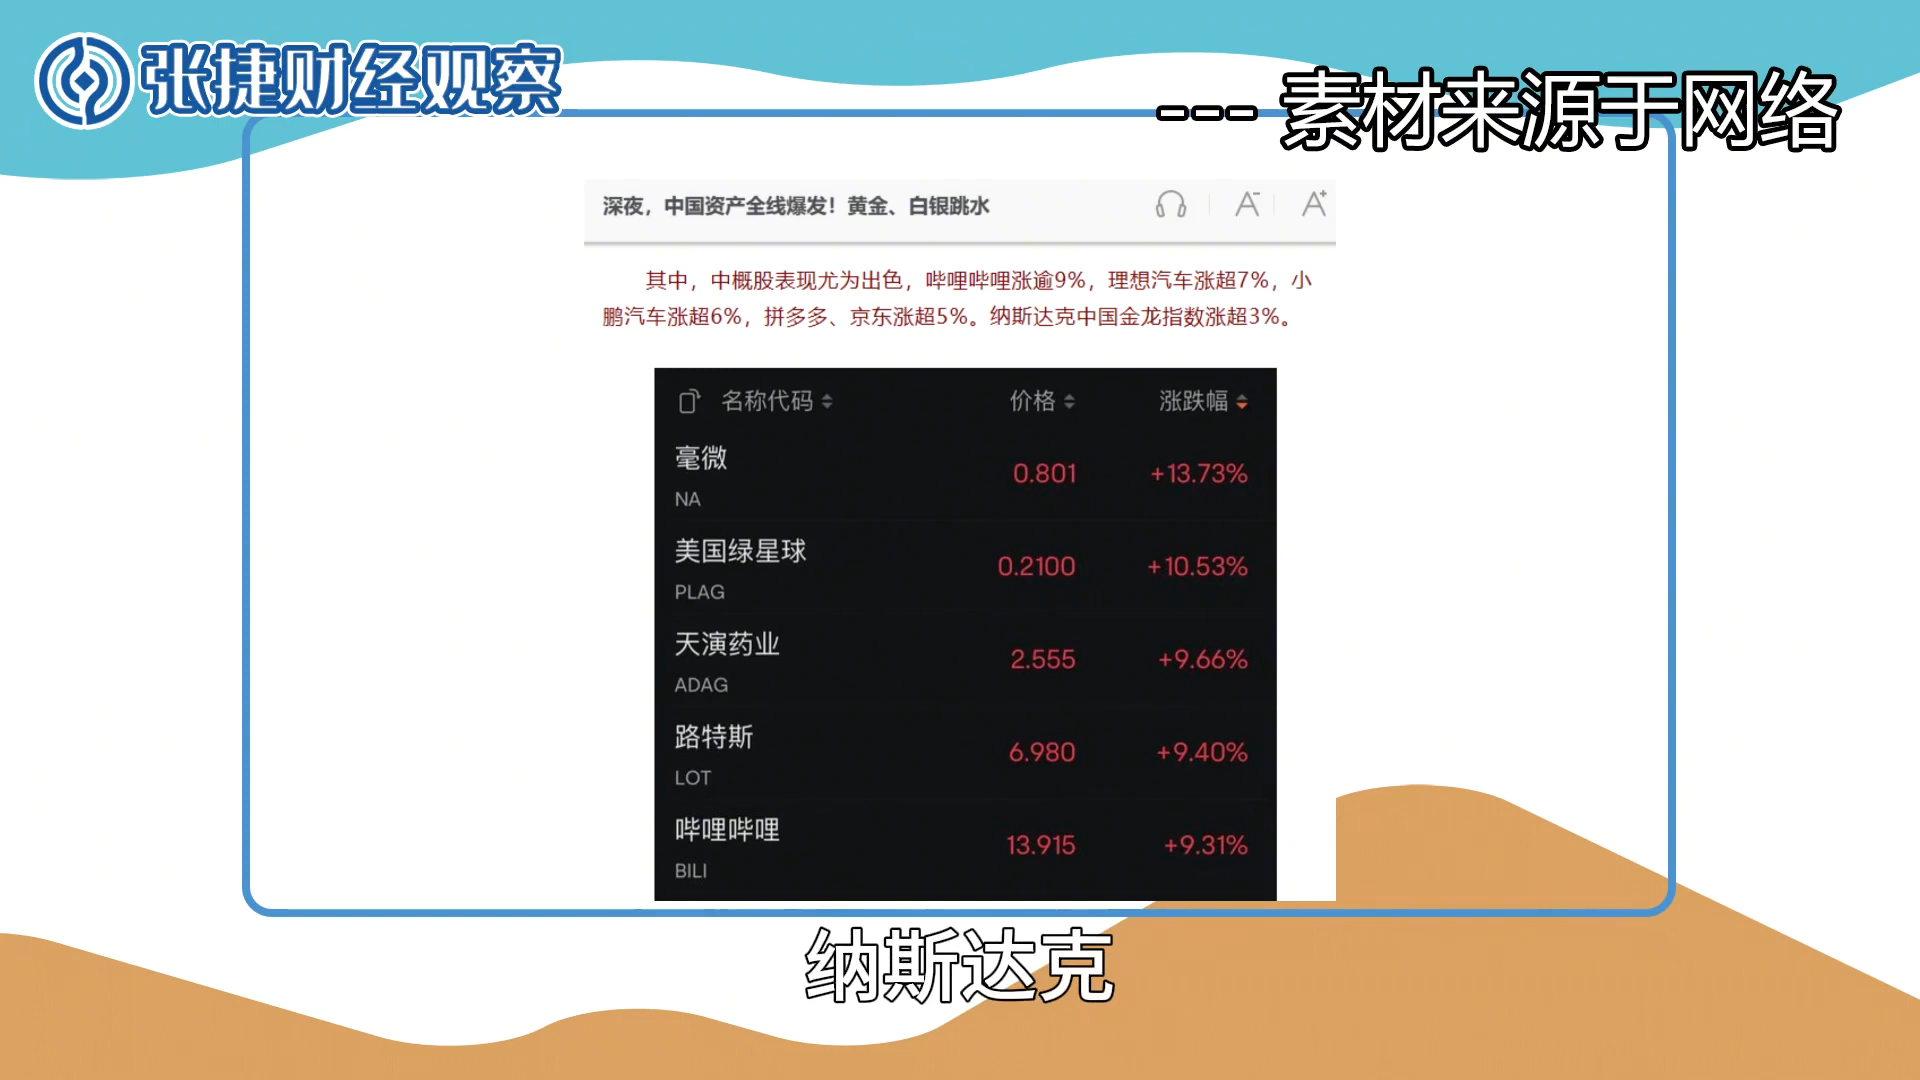 张捷财经观察
--- 素材来源于网络
深夜，中国资产全线爆发！黄金、白银跳水
A- A+
其中，中概股表现尤为出色，哔哩哔哩涨逾9%，理想汽车涨超7%，小
鹏汽车涨超6%，拼多多、京东涨超5%。纳斯达克中国金龙指数涨超3%。
名称代码 价格 涨跌幅
毫微 0.801 +13.73%
NA
美国绿星球 0.2100 +10.53%
PLAG
天演药业 2.555 +9.66%
ADAG
路特斯 6.980 +9.40%
LOT
哔哩哔哩 13.915 +9.31%
BILI
纳斯达克